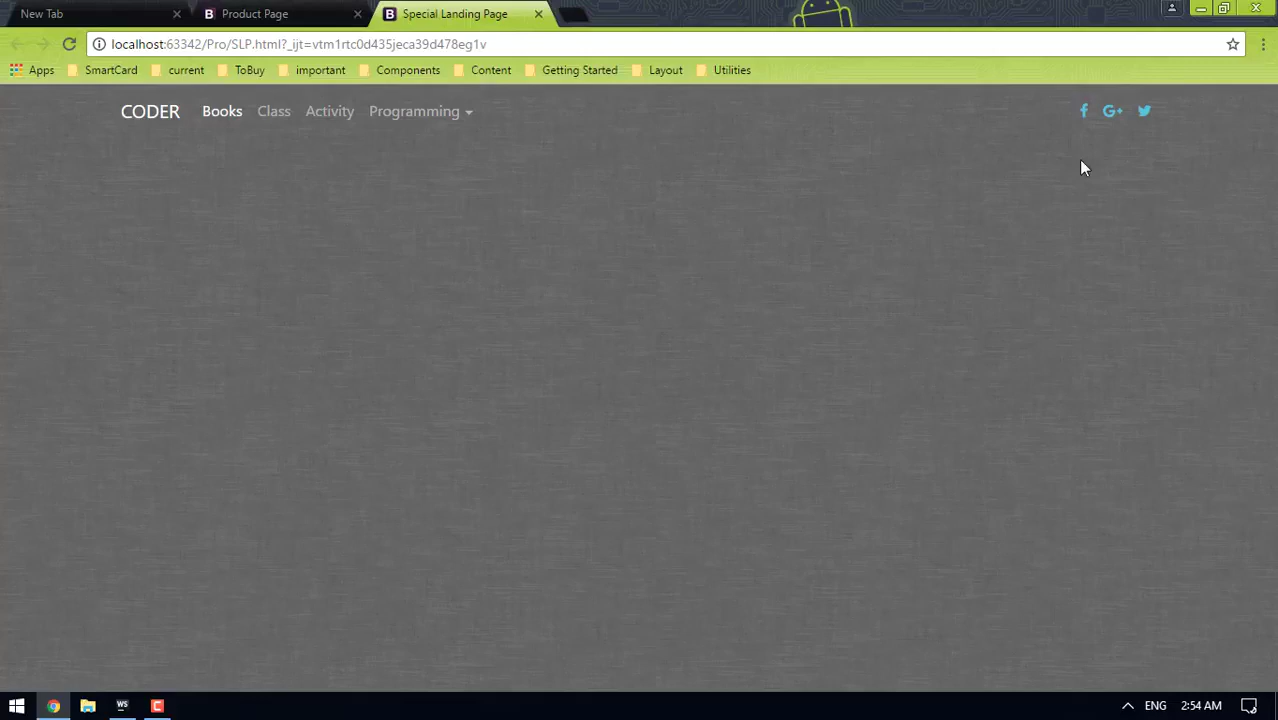 New Tab
Product Page
Special Landing Page
localhost:63342/Pro/SLP.html?_ijt=vtm1rtc0d435jeca39d478eg1v
Apps SmartCard current ToBuy important Components Content Getting Started Layout Utilities
CODER Books Class Activity Programming
WS C ENG 2:54 AM